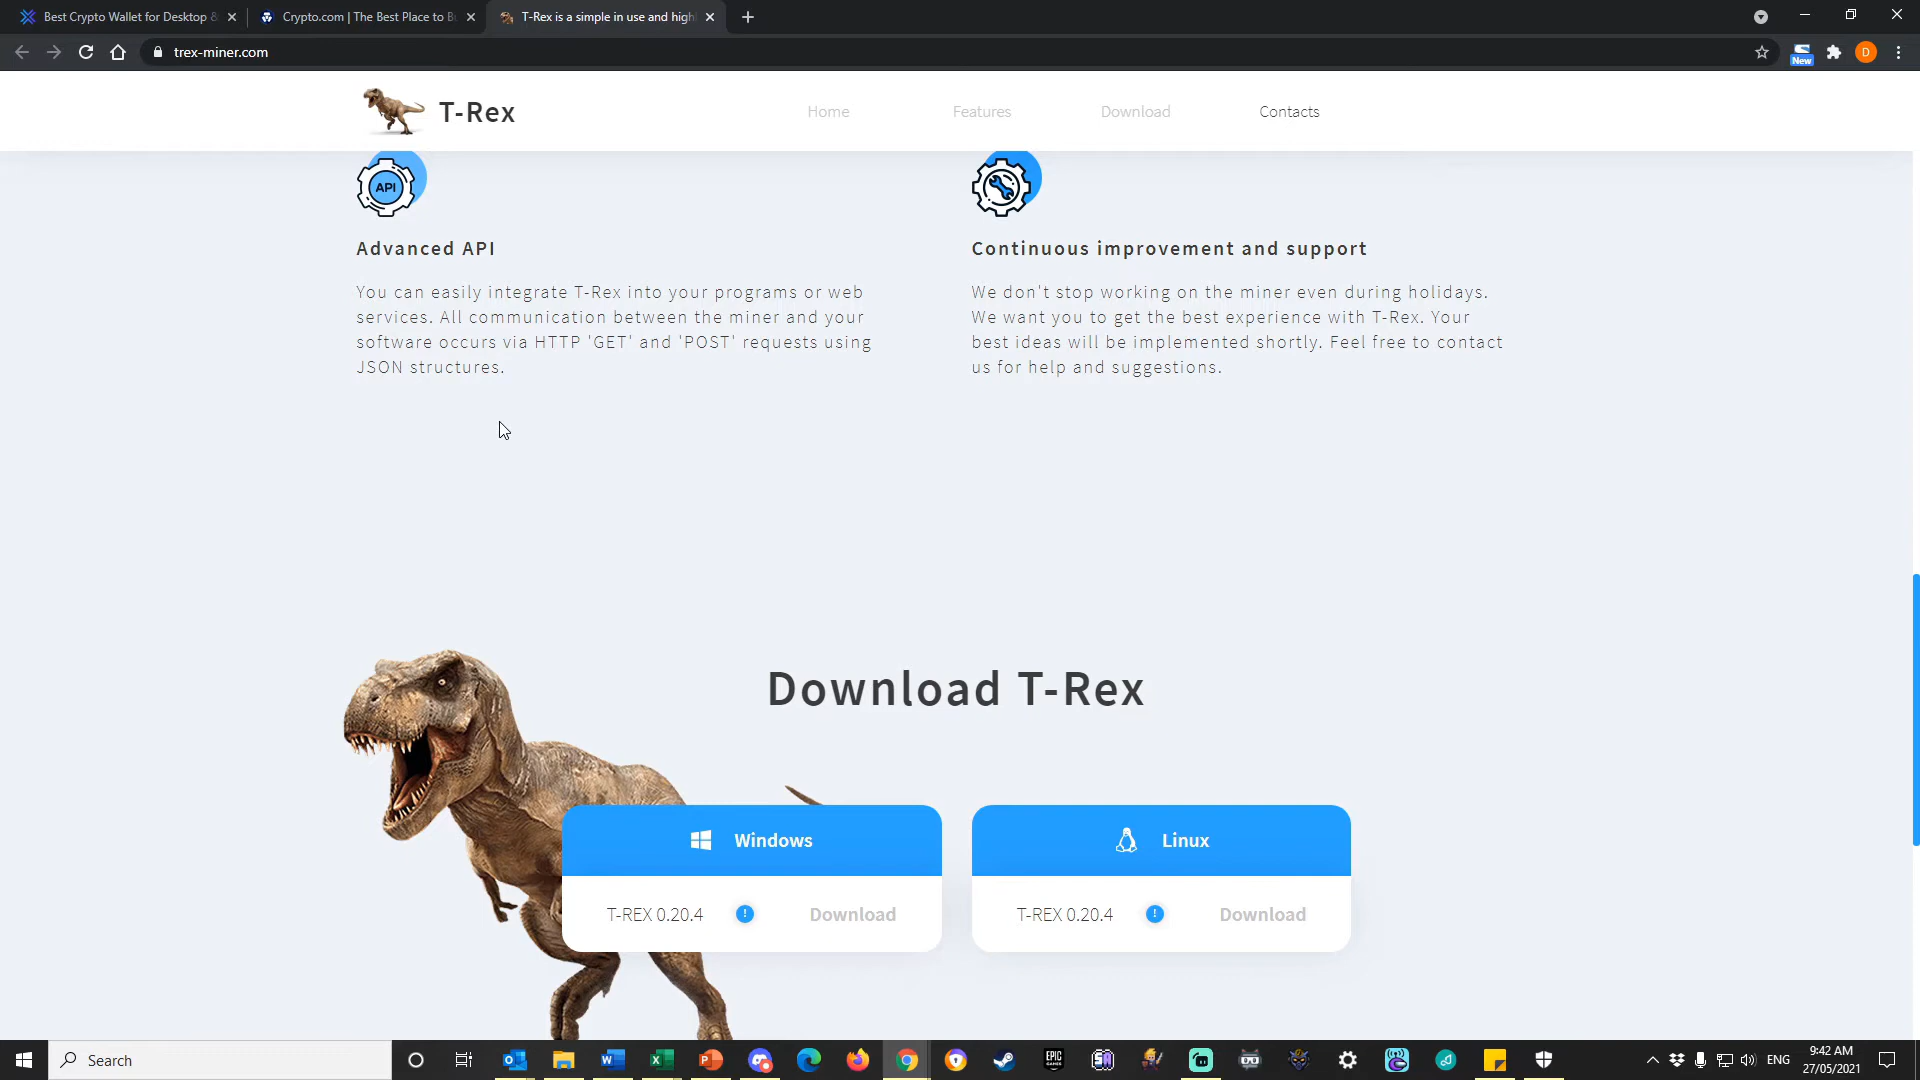 Best Crypto Wallet for Desktop &
Crypto.com | The Best Place to B
T-Rex is a simple in use and high
trex-miner.com
New
D
T-Rex
Home
Features
Download
Contacts
API
Advanced API
You can easily integrate T-Rex into your programs or web
services. All communication between the miner and your
software occurs via HTTP 'GET' and 'POST' requests using
JSON structures.
Continuous improvement and support
We don't stop working on the miner even during holidays.
We want you to get the best experience with T-Rex. Your
best ideas will be implemented shortly. Feel free to contact
us for help and suggestions.
Download T-Rex
Windows
T-REX 0.20.4
!
Download
Linux
T-REX 0.20.4
!
Download
Search
EPIC
GAMES
ENG
9:42 AM
27/05/2021